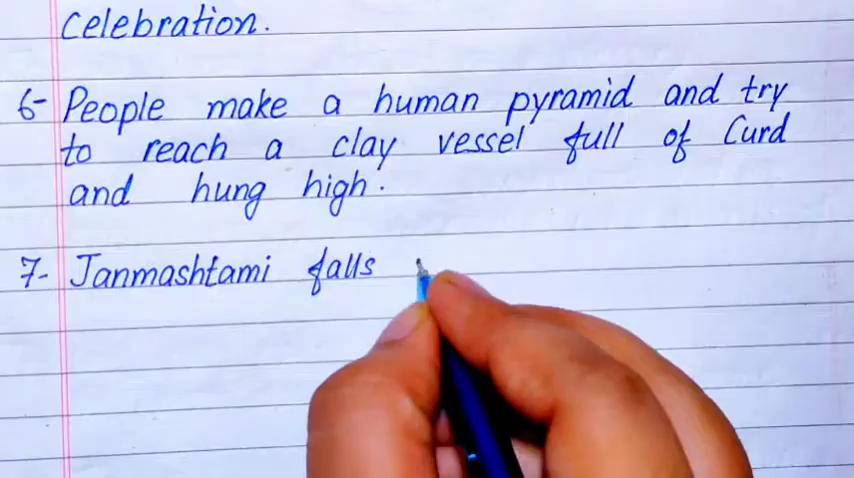 celebration.
6- People make a human pyramid and try
to reach a clay vessel full of Curd
and hung high.
7- Janmashtami falls